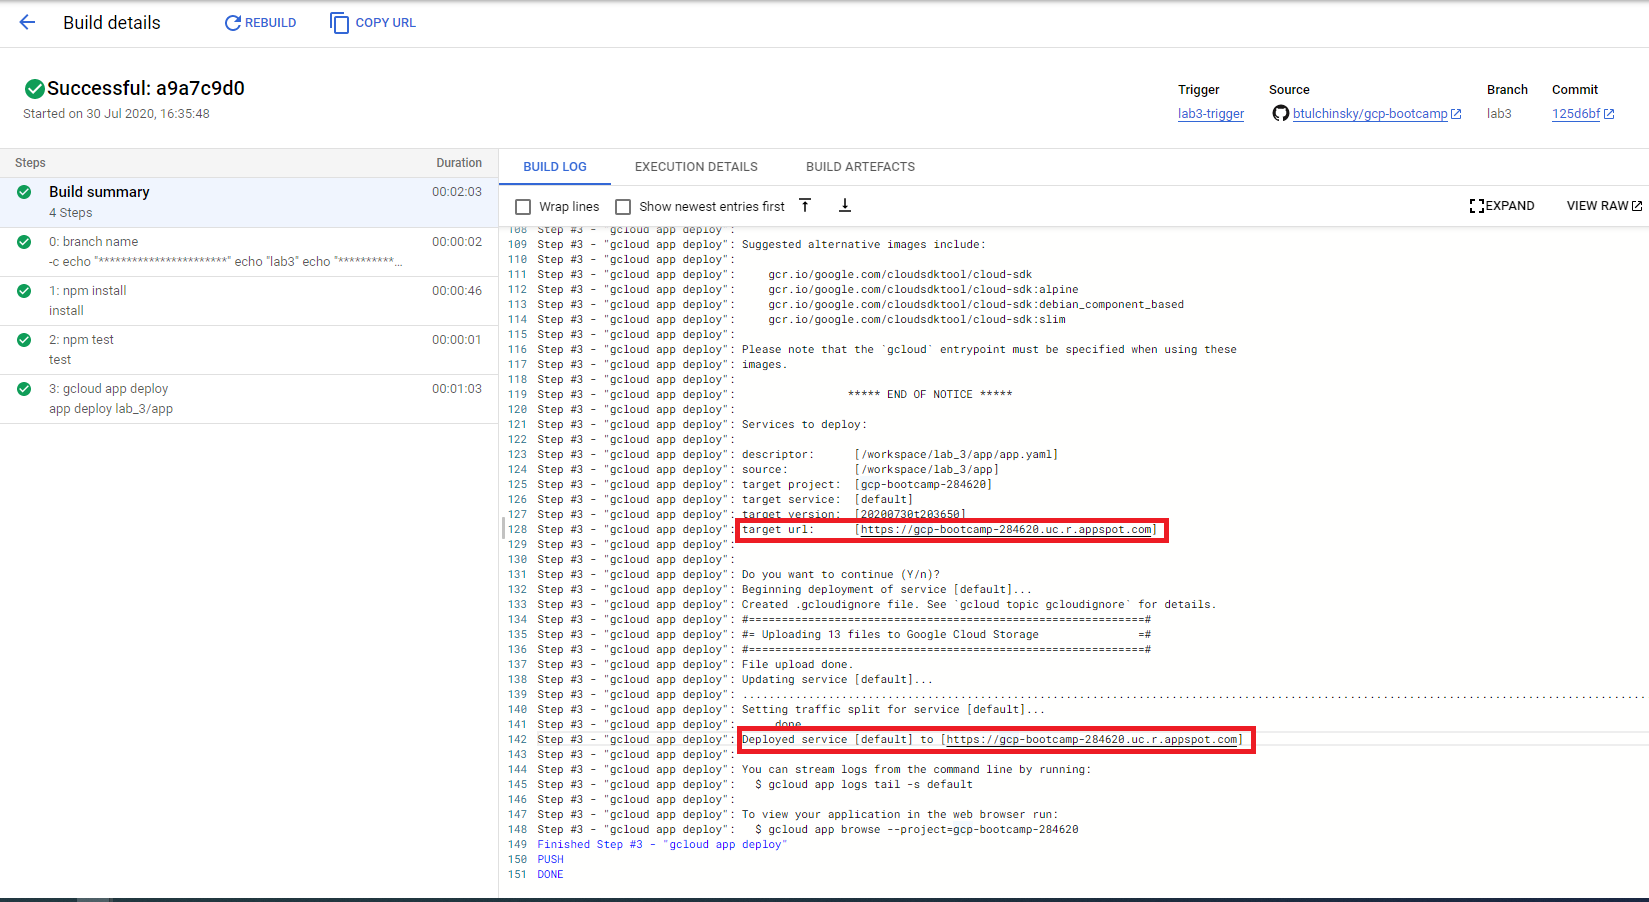 Build details
REBUILD
COPY URL
Successful: a9a7c9d0
Started on 30 Jul 2020, 16:35:48
Trigger
lab3-trigger
Source
btulchinsky/gcp-bootcamp
Branch
lab3
Commit
125d6bf
Steps Duration
Build summary 00:02:03
4 Steps
0: branch name 00:00:02
-c echo "***********************" echo "lab3" echo "**********...
1: npm install 00:00:46
install
2: npm test 00:00:01
test
3: gcloud app deploy 00:01:03
app deploy lab_3/app
BUILD LOG EXECUTION DETAILS BUILD ARTEFACTS
Wrap lines Show newest entries first EXPAND VIEW RAW
108 Step #3 - "gcloud app deploy":
109 Step #3 - "gcloud app deploy": Suggested alternative images include:
110 Step #3 - "gcloud app deploy":
111 Step #3 - "gcloud app deploy":     gcr.io/google.com/cloudsdktool/cloud-sdk
112 Step #3 - "gcloud app deploy":     gcr.io/google.com/cloudsdktool/cloud-sdk:alpine
113 Step #3 - "gcloud app deploy":     gcr.io/google.com/cloudsdktool/cloud-sdk:debian_component_based
114 Step #3 - "gcloud app deploy":     gcr.io/google.com/cloudsdktool/cloud-sdk:slim
115 Step #3 - "gcloud app deploy":
116 Step #3 - "gcloud app deploy": Please note that the `gcloud` entrypoint must be specified when using these
117 Step #3 - "gcloud app deploy": images.
118 Step #3 - "gcloud app deploy":
119 Step #3 - "gcloud app deploy":                 ***** END OF NOTICE *****
120 Step #3 - "gcloud app deploy":
121 Step #3 - "gcloud app deploy": Services to deploy:
122 Step #3 - "gcloud app deploy":
123 Step #3 - "gcloud app deploy": descriptor:      [/workspace/lab_3/app/app.yaml]
124 Step #3 - "gcloud app deploy": source:          [/workspace/lab_3/app]
125 Step #3 - "gcloud app deploy": target project:  [gcp-bootcamp-284620]
126 Step #3 - "gcloud app deploy": target service:  [default]
127 Step #3 - "gcloud app deploy": target version:  [20200730t203650]
128 Step #3 - "gcloud app deploy": target url:      [https://gcp-bootcamp-284620.uc.r.appspot.com]
129 Step #3 - "gcloud app deploy":
130 Step #3 - "gcloud app deploy":
131 Step #3 - "gcloud app deploy": Do you want to continue (Y/n)?
132 Step #3 - "gcloud app deploy": Beginning deployment of service [default]...
133 Step #3 - "gcloud app deploy": Created .gcloudignore file. See `gcloud topic gcloudignore` for details.
134 Step #3 - "gcloud app deploy": #============================================================#
135 Step #3 - "gcloud app deploy": #= Uploading 13 files to Google Cloud Storage               =#
136 Step #3 - "gcloud app deploy": #============================================================#
137 Step #3 - "gcloud app deploy": File upload done.
138 Step #3 - "gcloud app deploy": Updating service [default]...
139 Step #3 - "gcloud app deploy": .........................................................................................................................................
140 Step #3 - "gcloud app deploy": Setting traffic split for service [default]...
141 Step #3 - "gcloud app deploy": .....done
142 Step #3 - "gcloud app deploy": Deployed service [default] to [https://gcp-bootcamp-284620.uc.r.appspot.com]
143 Step #3 - "gcloud app deploy":
144 Step #3 - "gcloud app deploy": You can stream logs from the command line by running:
145 Step #3 - "gcloud app deploy":   $ gcloud app logs tail -s default
146 Step #3 - "gcloud app deploy":
147 Step #3 - "gcloud app deploy": To view your application in the web browser run:
148 Step #3 - "gcloud app deploy":   $ gcloud app browse --project=gcp-bootcamp-284620
149 Finished Step #3 - "gcloud app deploy"
150 PUSH
151 DONE